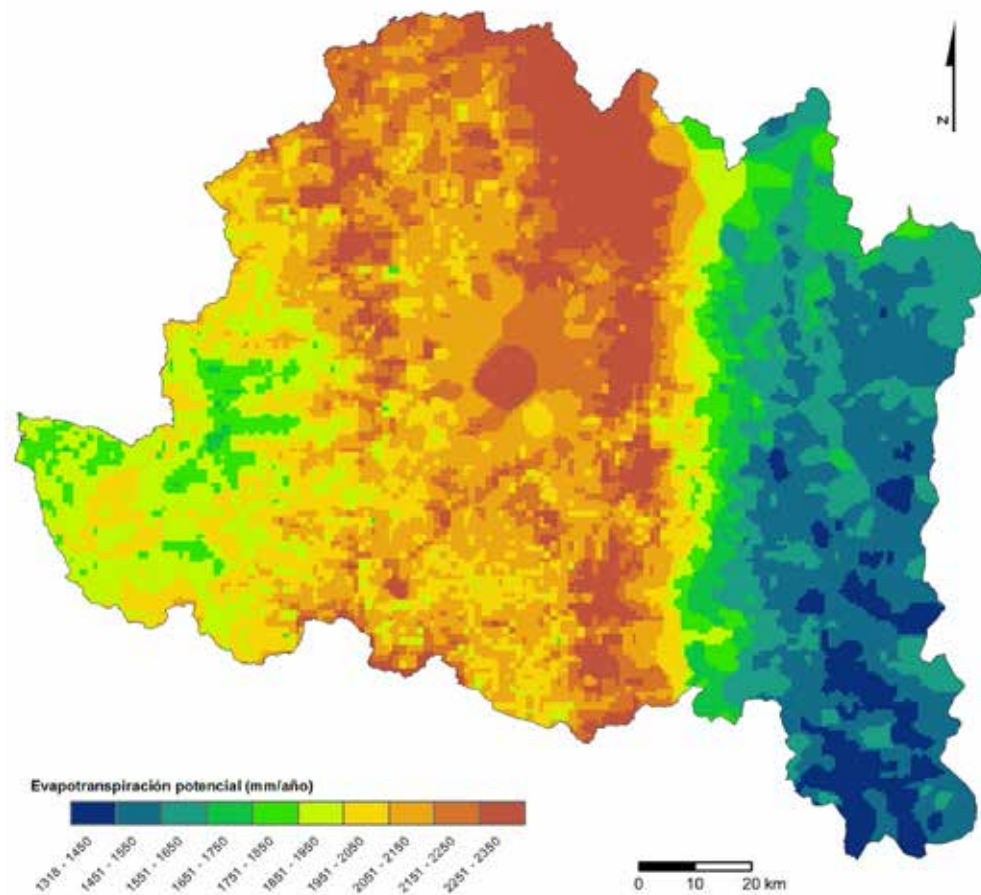 N
Evapotranspiración potencial (mm/año)
1318 - 1450
1451 - 1550
1551 - 1650
1651 - 1750
1751 - 1850
1851 - 1950
1951 - 2050
2051 - 2150
2151 - 2250
2251 - 2350
0 10 20 km